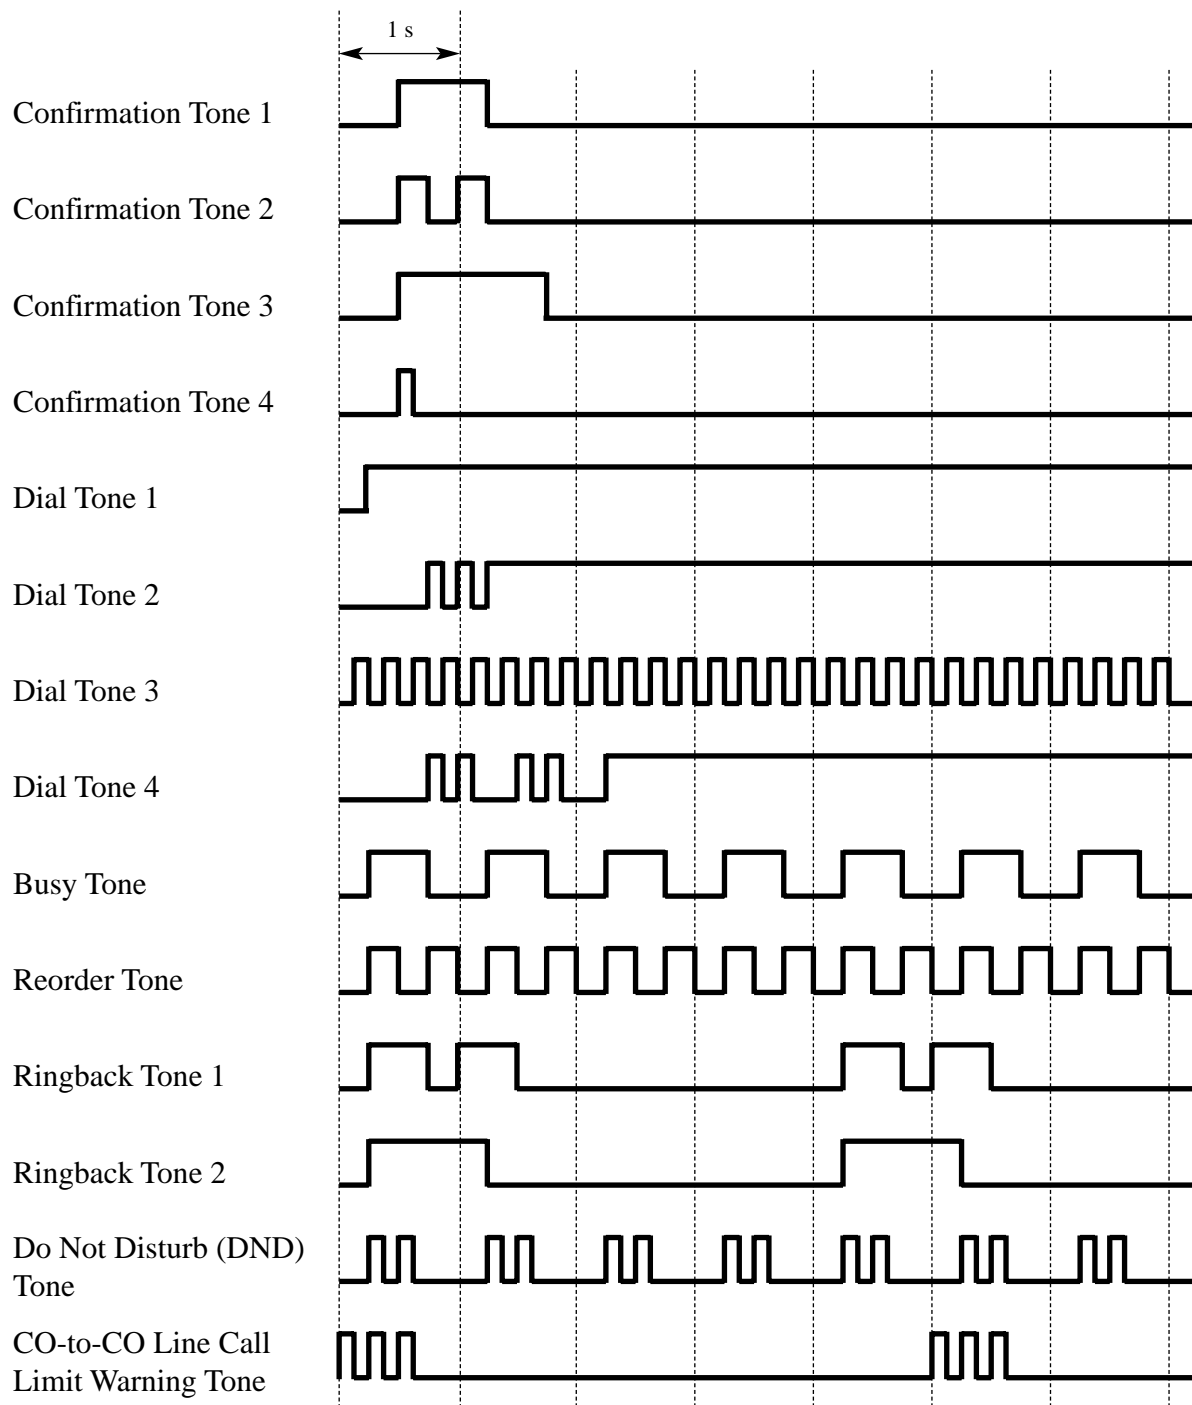 1 s
Confirmation Tone 1
Confirmation Tone 2
Confirmation Tone 3
Confirmation Tone 4
Dial Tone 1
Dial Tone 2
Dial Tone 3
Dial Tone 4
Busy Tone
Reorder Tone
Ringback Tone 1
Ringback Tone 2
Do Not Disturb (DND)
Tone
CO-to-CO Line Call
Limit Warning Tone